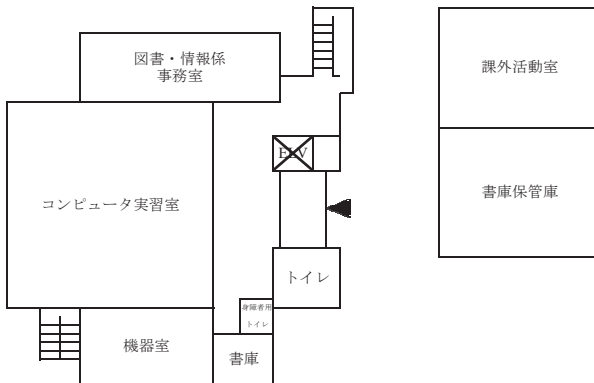 図書・情報係
事務室
課外活動室
ELV
コンピュータ実習室
書庫保管庫
トイレ
身障者用
トイレ
機器室
書庫